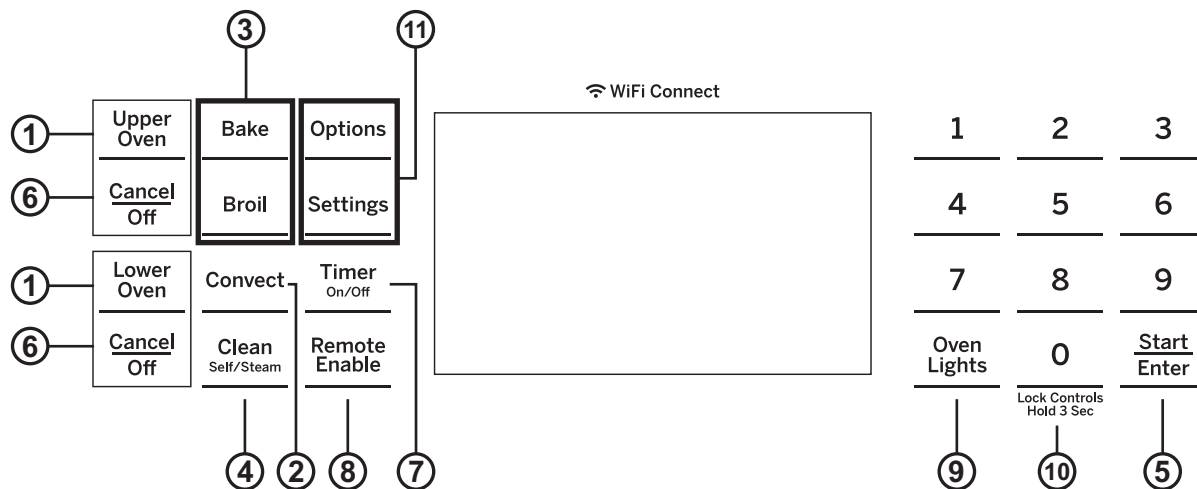 3
11
WiFi Connect
1
Upper
Oven
Bake
Options
1
2
3
6
Cancel
Off
Broil
Settings
4
5
6
1
Lower
Oven
Convect
Timer
On/Off
7
8
9
6
Cancel
Off
Clean
Self/Steam
Remote
Enable
Oven
Lights
0
Lock Controls
Hold 3 Sec
Start
Enter
4
2
8
7
9
10
5